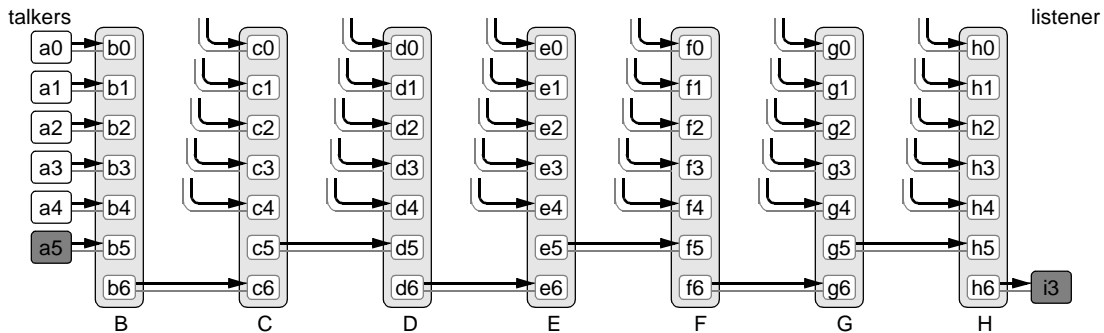 talkers listener
a0 b0 c0 d0 e0 f0 g0 h0
a1 b1 c1 d1 e1 f1 g1 h1
a2 b2 c2 d2 e2 f2 g2 h2
a3 b3 c3 d3 e3 f3 g3 h3
a4 b4 c4 d4 e4 f4 g4 h4
a5 b5 c5 d5 e5 f5 g5 h5
b6 c6 d6 e6 f6 g6 h6 i3
B C D E F G H